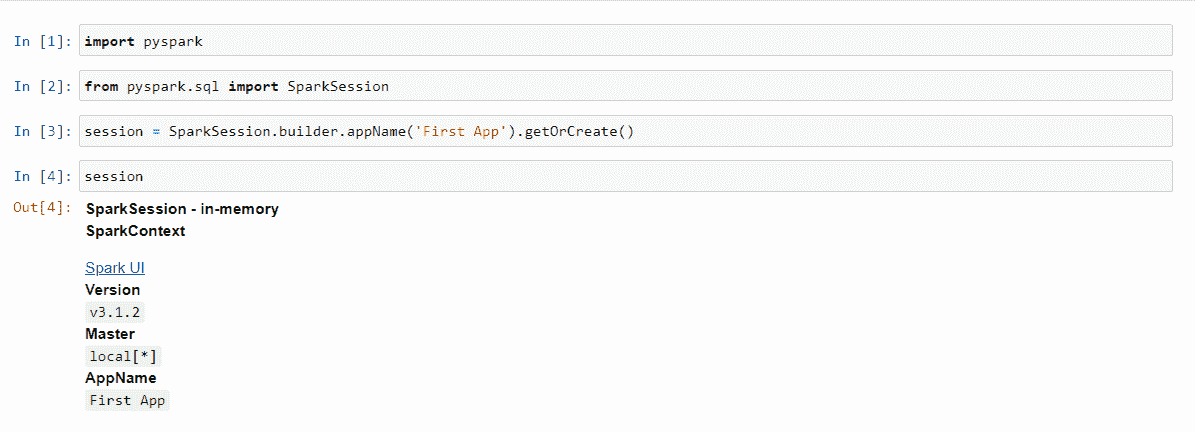 In [1]: import pyspark
In [2]: from pyspark.sql import SparkSession
In [3]: session = SparkSession.builder.appName('First App').getOrCreate()
In [4]: session
Out[4]: SparkSession - in-memory
SparkContext
Spark UI
Version
v3.1.2
Master
local[*]
AppName
First App